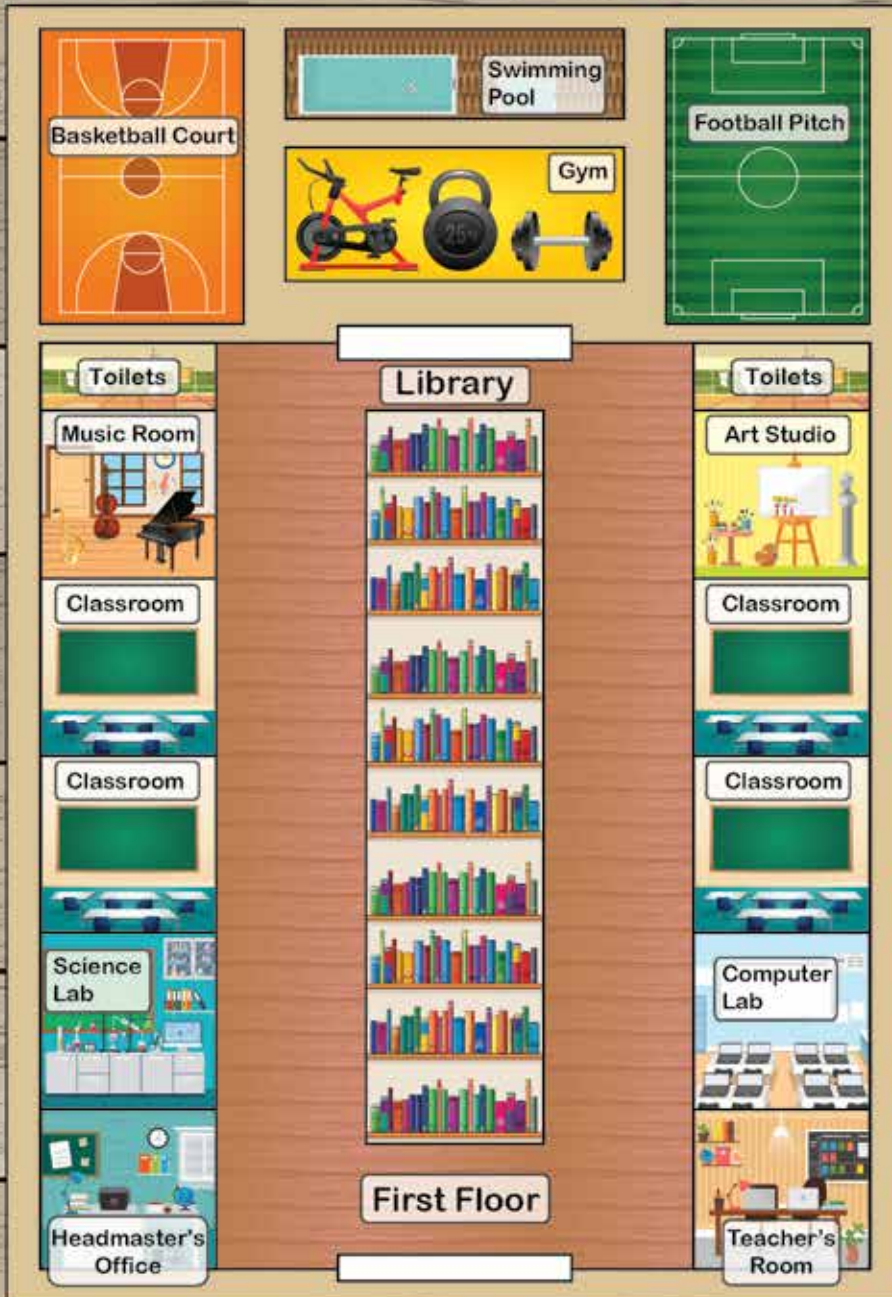 Basketball Court
Swimming
Pool
Football Pitch
Gym
25
Toilets
Library
Toilets
Music Room
Art Studio
Classroom
Classroom
Classroom
Classroom
Science
Lab
Computer
Lab
First Floor
Headmaster's
Office
Teacher's
Room